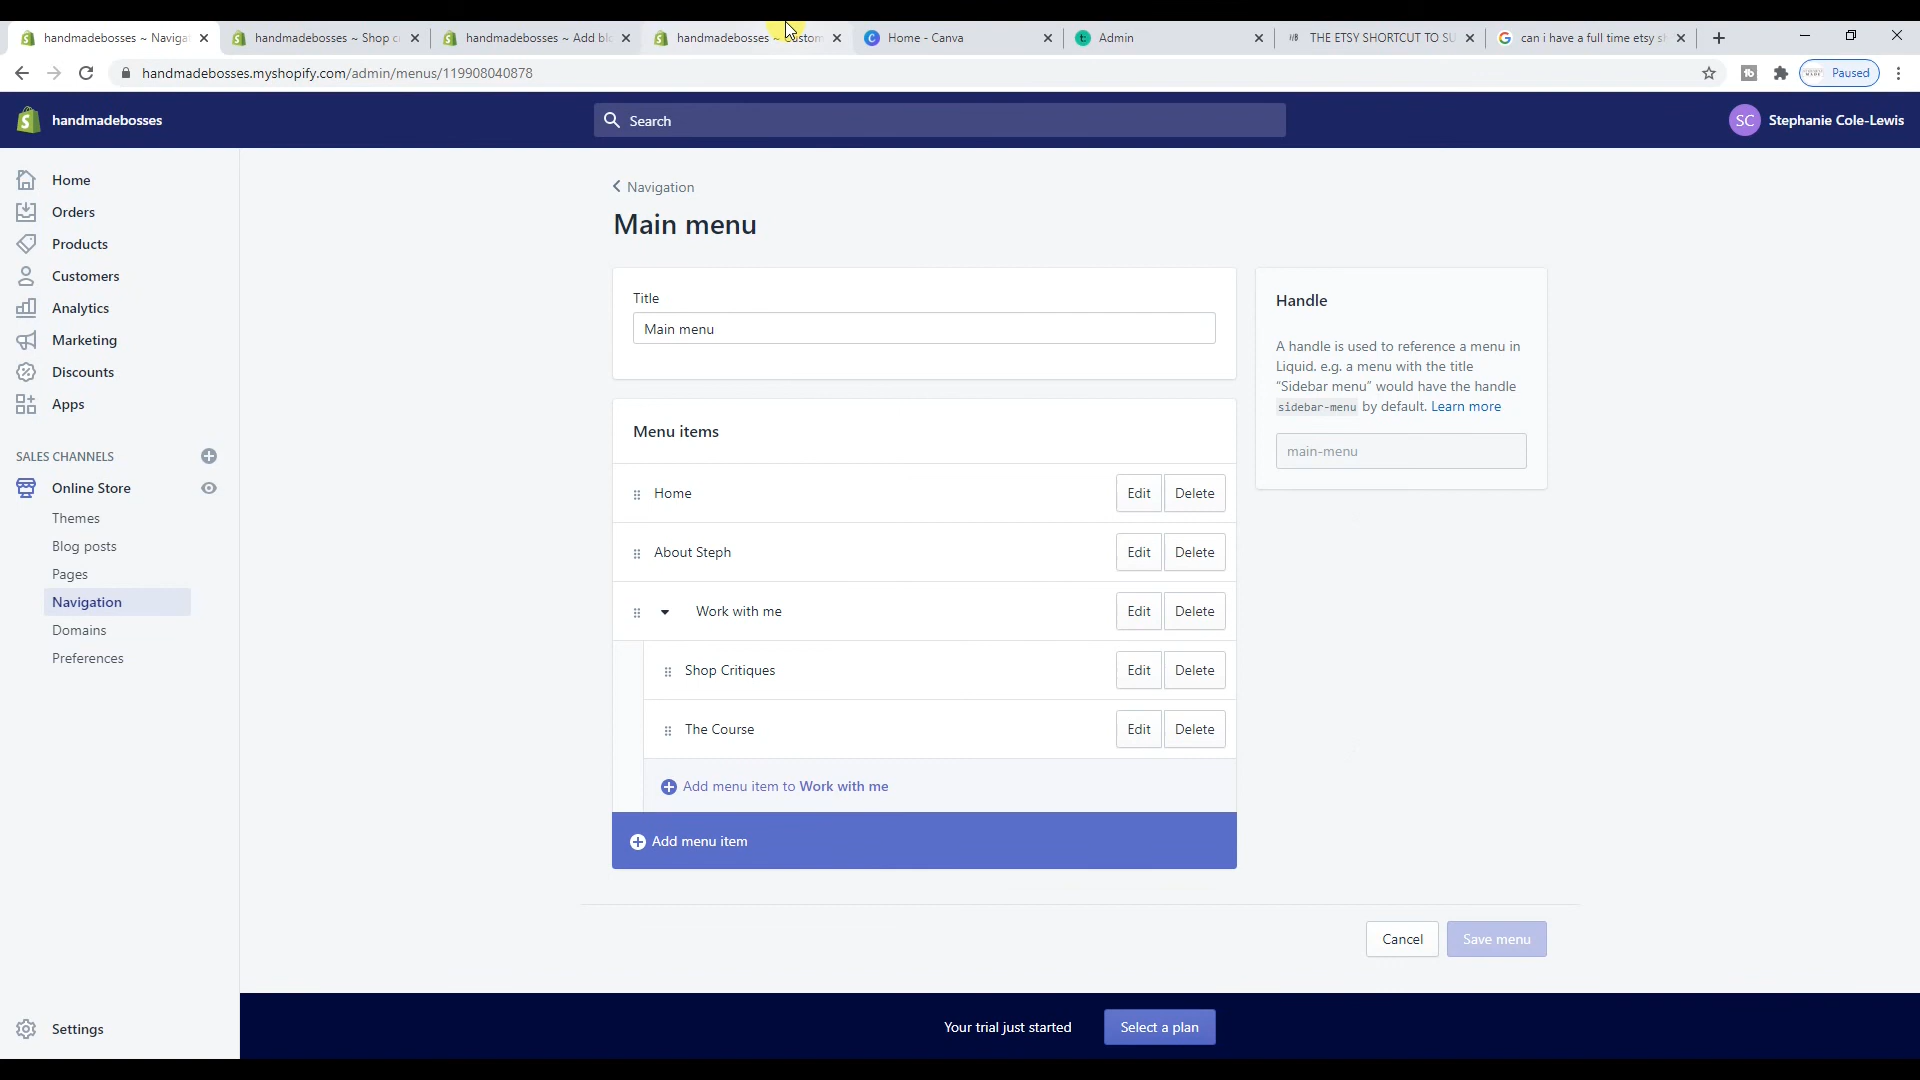 handmadebosses ~ Naviga
handmadebosses ~ Shop c
handmadebosses ~ Add bl
handmadebosses ~ Custom
Home - Canva
Admin
THE ETSY SHORTCUT TO SU
can i have a full time etsy s
handmadebosses.myshopify.com/admin/menus/119908040878
Paused
handmadebosses
Search
SC
Stephanie Cole-Lewis
Home
Orders
Products
Customers
Analytics
Marketing
Discounts
Apps
SALES CHANNELS
Online Store
Themes
Blog posts
Pages
Navigation
Domains
Preferences
Settings
Navigation
Main menu
Title
Main menu
Menu items
Home
Edit
Delete
About Steph
Edit
Delete
Work with me
Edit
Delete
Shop Critiques
Edit
Delete
The Course
Edit
Delete
Add menu item to Work with me
Add menu item
Handle
A handle is used to reference a menu in
Liquid. e.g. a menu with the title
“Sidebar menu” would have the handle
sidebar-menu by default. Learn more
main-menu
Cancel
Save menu
Your trial just started
Select a plan